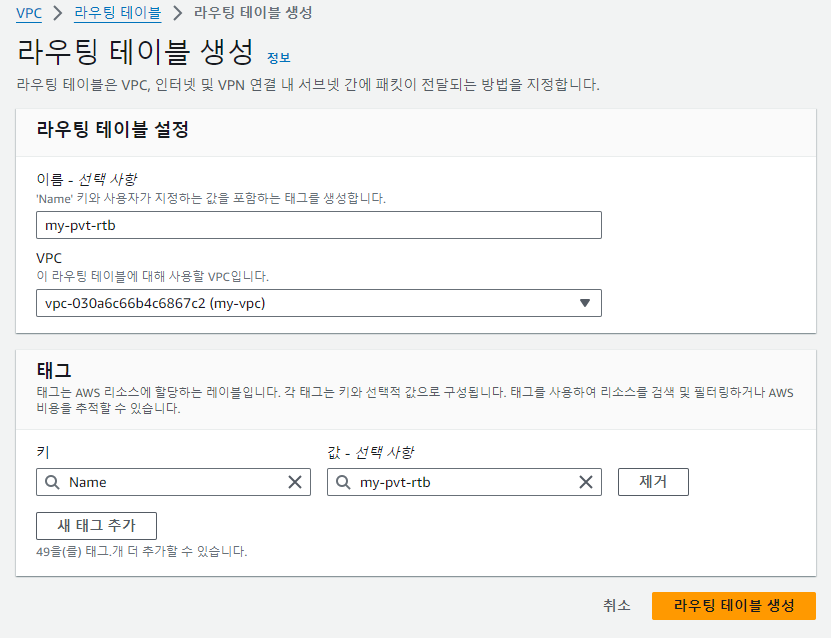 VPC > 라우팅 테이블 > 라우팅 테이블 생성
라우팅 테이블 생성 정보
라우팅 테이블은 VPC, 인터넷 및 VPN 연결 내 서브넷 간에 패킷이 전달되는 방법을 지정합니다.
라우팅 테이블 설정
이름 - 선택 사항
'Name' 키와 사용자가 지정하는 값을 포함하는 태그를 생성합니다.
my-pvt-rtb
VPC
이 라우팅 테이블에 대해 사용할 VPC입니다.
vpc-030a6c66b4c6867c2 (my-vpc)
태그
태그는 AWS 리소스에 할당하는 레이블입니다. 각 태그는 키와 선택적 값으로 구성됩니다. 태그를 사용하여 리소스를 검색 및 필터링하거나 AWS
비용을 추적할 수 있습니다.
키 값 - 선택 사항
Name my-pvt-rtb 제거
새 태그 추가
49을(를) 태그.개 더 추가할 수 있습니다.
취소 라우팅 테이블 생성